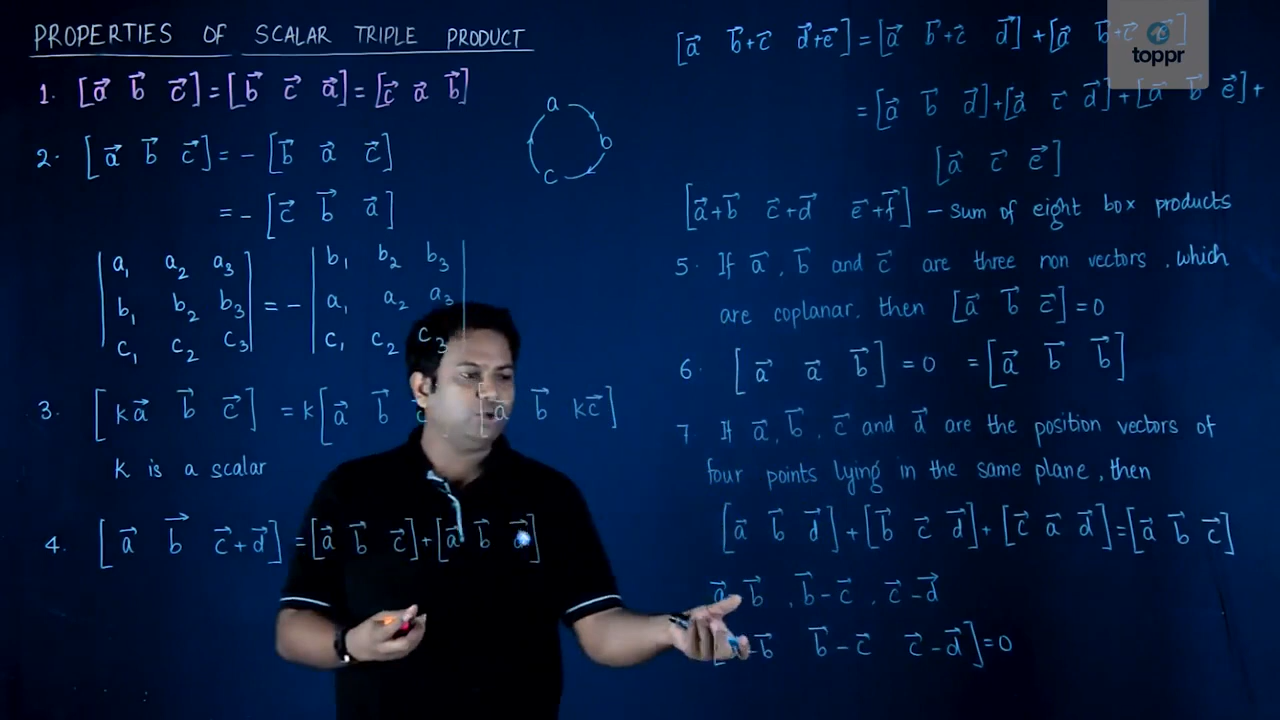 PROPERTIES OF SCALAR TRIPLE PRODUCT
1. [a⃗ b⃗ c⃗] = [b⃗ c⃗ a⃗] = [c⃗ a⃗ b⃗]
2. [a⃗ b⃗ c⃗] = - [b⃗ a⃗ c⃗]
= - [c⃗ b⃗ a⃗]
a
b
c
| a₁ a₂ a₃ | | b₁ b₂ b₃ |
| b₁ b₂ b₃ | = - | a₁ a₂ a₃ |
| c₁ c₂ c₃ | | c₁ c₂ c₃ |
3. [ka⃗ b⃗ c⃗] = k[a⃗ b⃗ [a⃗ b⃗ kc⃗]
k is a scalar
4. [a⃗ b⃗ c⃗+d⃗] = [a⃗ b⃗ c⃗] + [a⃗ b⃗ d⃗]
[a⃗ b⃗+c⃗ d⃗+e⃗] = [a⃗ b⃗+c⃗ d⃗] + [a⃗ b⃗+c⃗ e⃗]
toppr
= [a⃗ b⃗ d⃗] + [a⃗ c⃗ d⃗] + [a⃗ b⃗ e⃗] +
[a⃗ c⃗ e⃗]
[a⃗+b⃗ c⃗+d⃗ e⃗+f⃗] - sum of eight box products
5. If a⃗, b⃗ and c⃗ are three non vectors, which
are coplanar, then [a⃗ b⃗ c⃗] = 0
6. [a⃗ a⃗ b⃗] = 0 = [a⃗ b⃗ b⃗]
7 If a⃗, b⃗, c⃗ and d⃗ are the position vectors of
four points lying in the same plane, then
[a⃗ b⃗ d⃗] + [b⃗ c⃗ d⃗] + [c⃗ a⃗ d⃗] = [a⃗ b⃗ c⃗]
a⃗ - b⃗, b⃗ - c⃗, c⃗ - d⃗
[a⃗ - b⃗ b⃗ - c⃗ c⃗ - d⃗] = 0